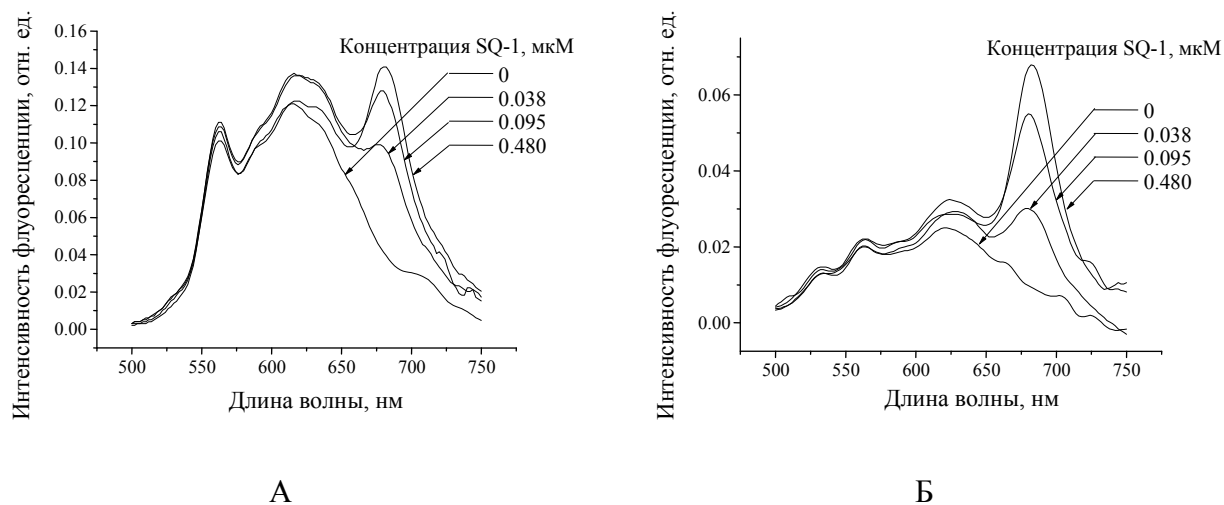 Интенсивность флуоресценции, отн. ед.
0.16
0.14
0.12
0.10
0.08
0.06
0.04
0.02
0.00
Концентрация SQ-1, мкМ
0
0.038
0.095
0.480
500 550 600 650 700 750
Длина волны, нм
А
Интенсивность флуоресценции, отн. ед.
0.06
0.04
0.02
0.00
Концентрация SQ-1, мкМ
0
0.038
0.095
0.480
500 550 600 650 700 750
Длина волны, нм
Б